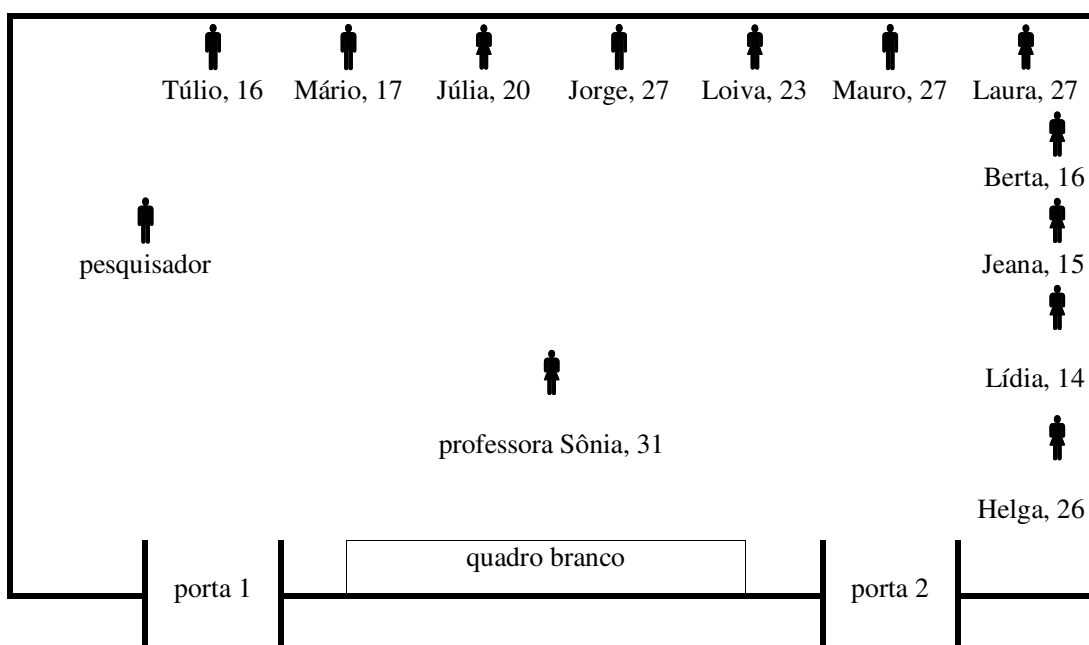 Túlio, 16 Mário, 17 Júlia, 20 Jorge, 27 Loiva, 23 Mauro, 27 Laura, 27
Berta, 16
pesquisador
Jeana, 15
Lídia, 14
professora Sônia, 31
Helga, 26
quadro branco
porta 1
porta 2